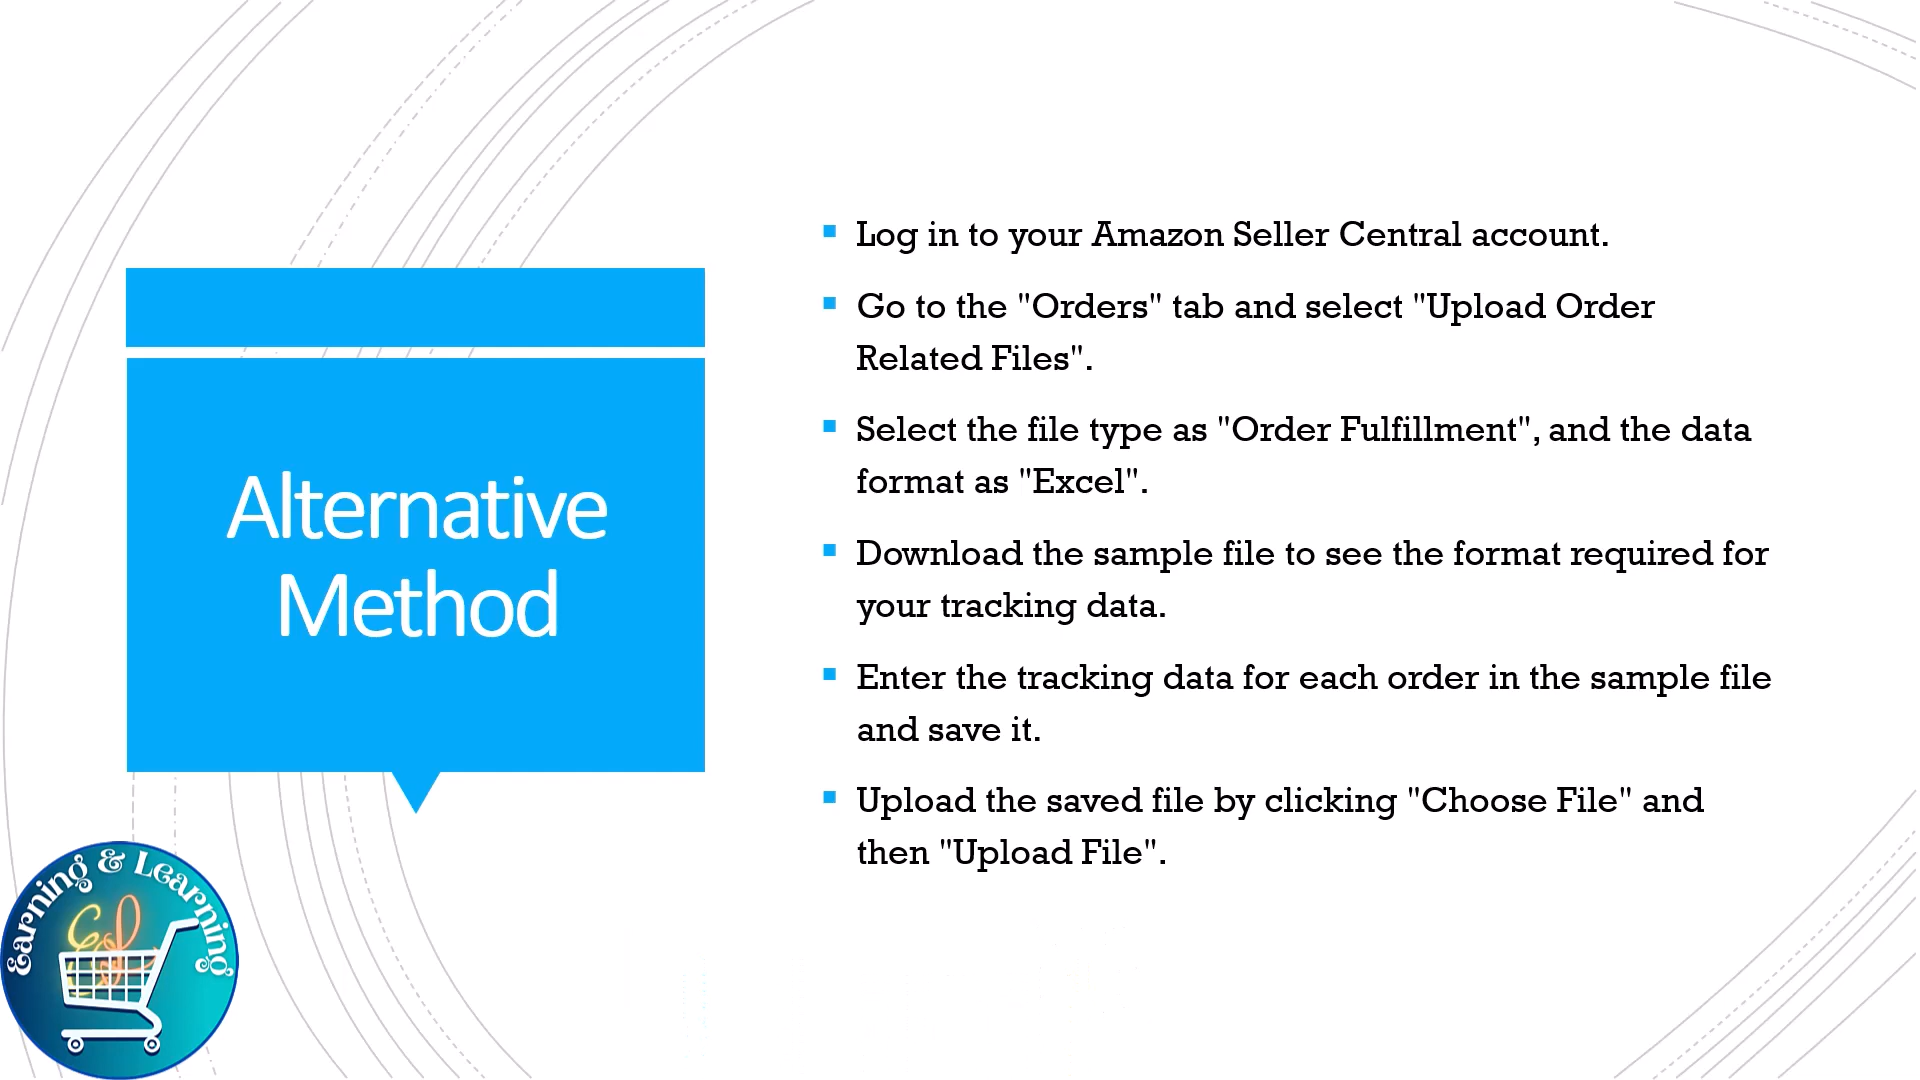 Alternative
Method
Log in to your Amazon Seller Central account.
Go to the "Orders" tab and select "Upload Order
Related Files".
Select the file type as "Order Fulfillment", and the data
format as "Excel".
Download the sample file to see the format required for
your tracking data.
Enter the tracking data for each order in the sample file
and save it.
Upload the saved file by clicking "Choose File" and
then "Upload File".
Earning & Learning